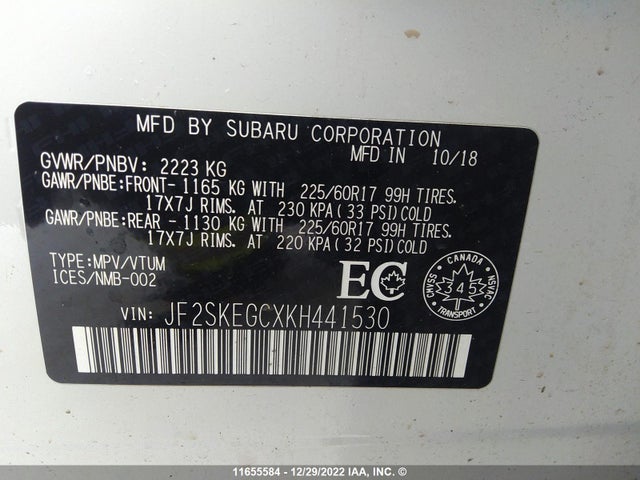 MFD BY SUBARU CORPORATION
MFD IN 10/18
GVWR/PNBV: 2223 KG
GAWR/PNBE:FRONT- 1165 KG WITH 225/60R17 99H TIRES.
17X7J RIMS. AT 230 KPA ( 33 PSI ) COLD
GAWR/PNBE:REAR - 1130 KG WITH 225/60R17 99H TIRES.
17X7J RIMS. AT 220 KPA ( 32 PSI ) COLD
TYPE:MPV/VTUM
ICES/NMB-002
EC
CANADA
CMVSS
345
NSVAC
TRANSPORT
VIN: JF2SKEGCXKH441530
11655584 - 12/29/2022 IAA, INC. ©